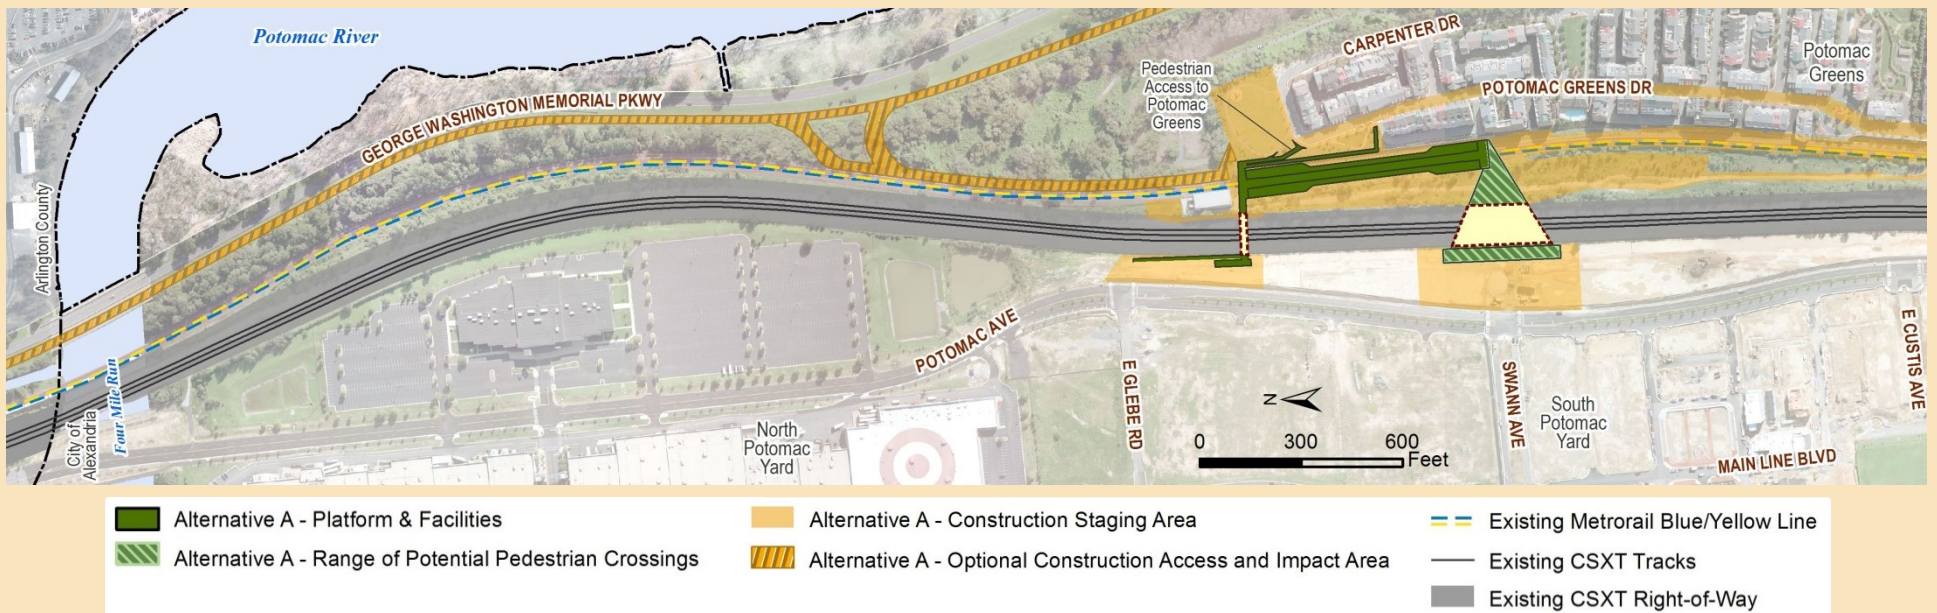 Potomac River
GEORGE WASHINGTON MEMORIAL PKWY
Pedestrian
Access to
Potomac
Greens
CARPENTER DR
POTOMAC GREENS DR
Potomac
Greens
Arlington County
City of
Alexandria
Four Mile Run
North
Potomac
Yard
POTOMAC AVE
E GLEBE RD
N
0 300 600
Feet
SWANN AVE
South
Potomac
Yard
MAIN LINE BLVD
E CUSTIS AVE
Alternative A - Platform & Facilities
Alternative A - Range of Potential Pedestrian Crossings
Alternative A - Construction Staging Area
Alternative A - Optional Construction Access and Impact Area
Existing Metrorail Blue/Yellow Line
Existing CSXT Tracks
Existing CSXT Right-of-Way